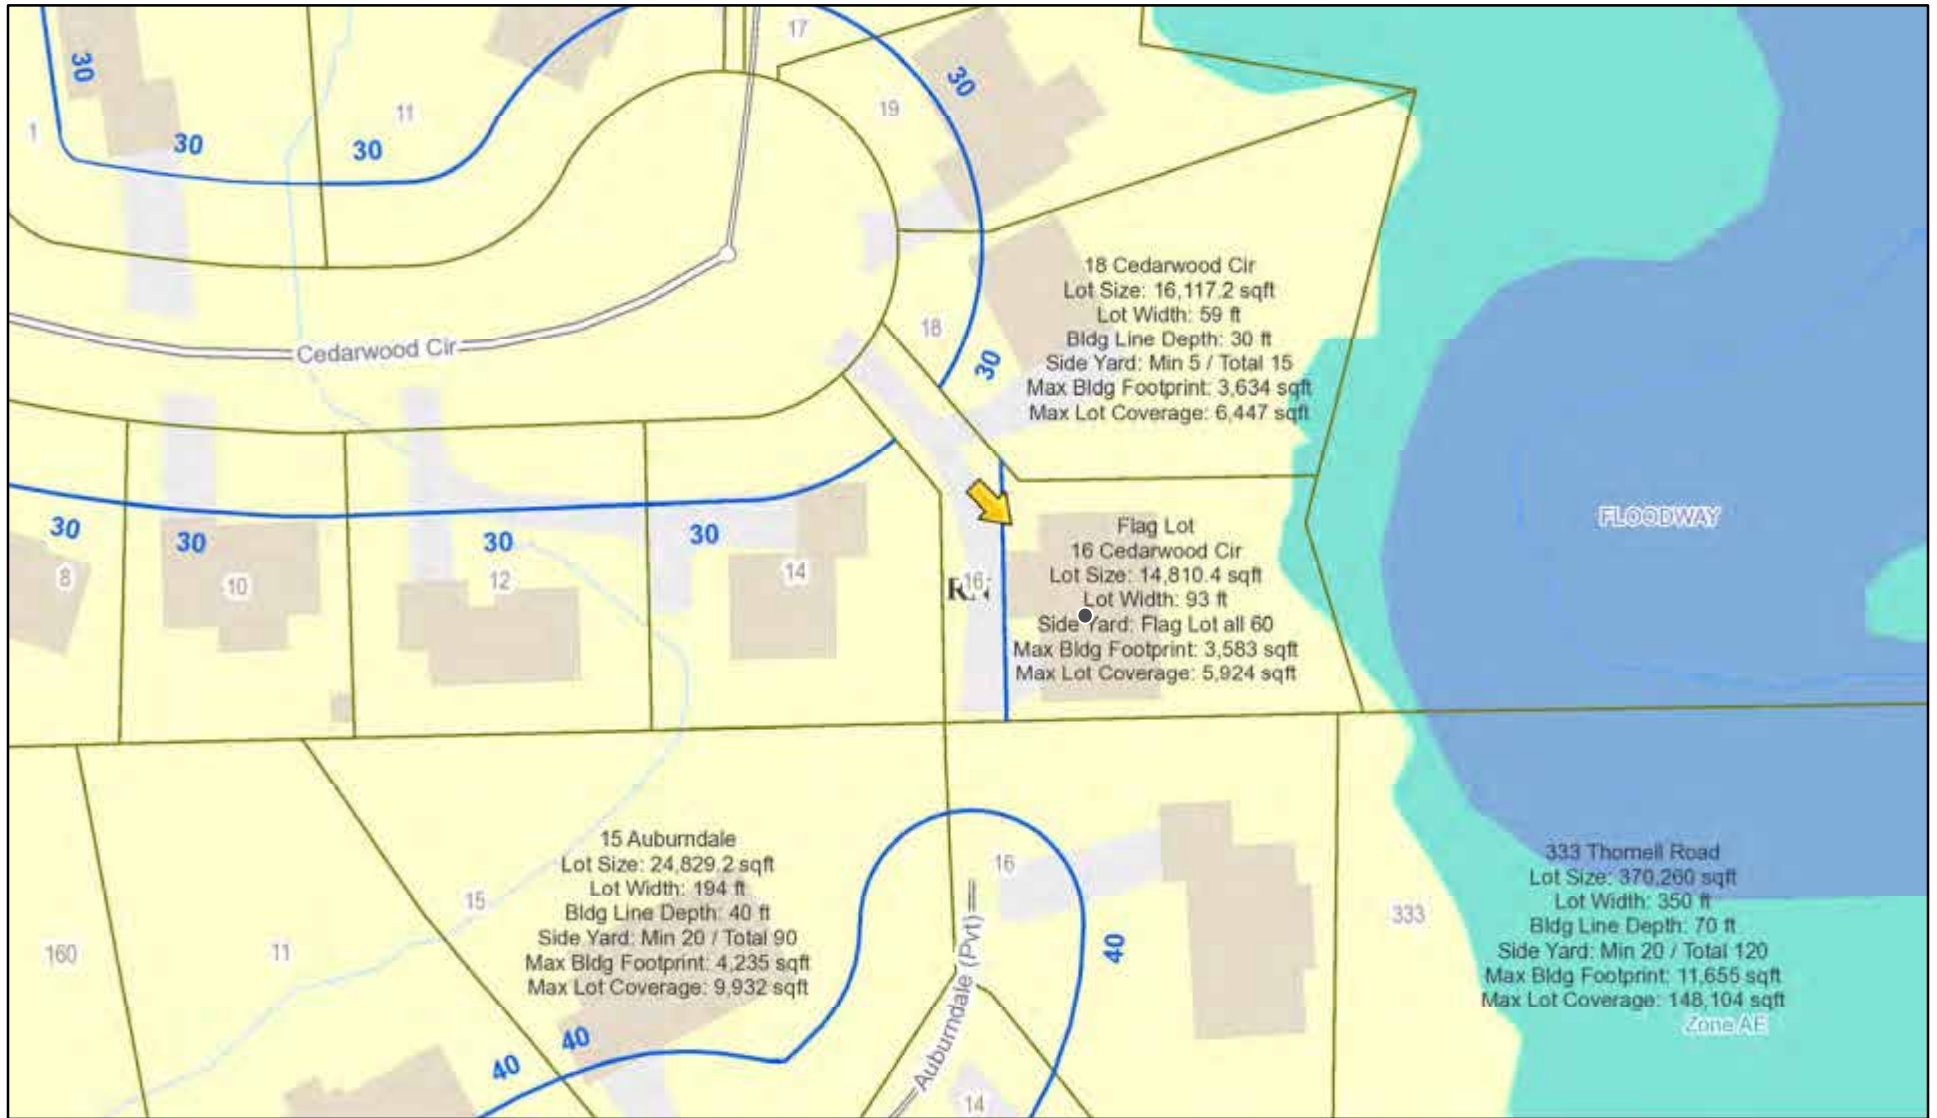 17
30
30
19
11
1
30
30
18 Cedarwood Cir
Lot Size: 16,117.2 sqft
Lot Width: 59 ft
Bldg Line Depth: 30 ft
Side Yard: Min 5 / Total 15
Max Bldg Footprint: 3,634 sqft
Max Lot Coverage: 6,447 sqft
18
Cedarwood Cir
30
30
30
30
30
8
10
12
14
16
Flag Lot
16 Cedarwood Cir
Lot Size: 14,810.4 sqft
Lot Width: 93 ft
Side Yard: Flag Lot all 60
Max Bldg Footprint: 3,583 sqft
Max Lot Coverage: 5,924 sqft
FLOODWAY
15 Auburndale
Lot Size: 24,829.2 sqft
Lot Width: 194 ft
Bldg Line Depth: 40 ft
Side Yard: Min 20 / Total 90
Max Bldg Footprint: 4,235 sqft
Max Lot Coverage: 9,932 sqft
16
15
160
11
40
333
333 Thornell Road
Lot Size: 370,260 sqft
Lot Width: 350 ft
Bldg Line Depth: 70 ft
Side Yard: Min 20 / Total 120
Max Bldg Footprint: 11,655 sqft
Max Lot Coverage: 148,104 sqft
Zone AE
40
40
Auburndale (Pvt)
14